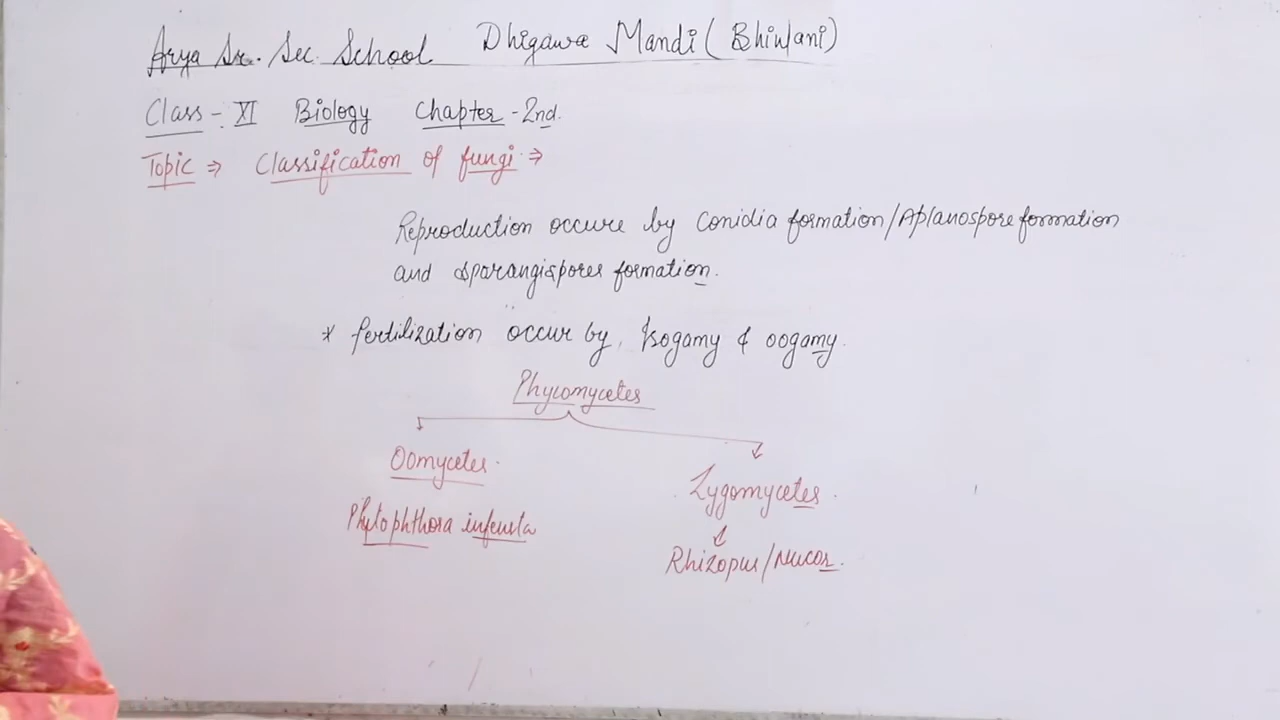 Arya Sr. Sec. School Dhigawa Mandi (Bhiwani)
Class - XI Biology Chapter - 2nd.
Topic ⇒ Classification of fungi ⇒
Reproduction occure by conidia formation/Aplanospore formation
and sparangispores formation.
* fertilization occur by, Isogamy & oogamy.
Phycomycetes
Oomycetes
Zygomycetes
Phytophthora infesta
Rhizopus/Mucor.